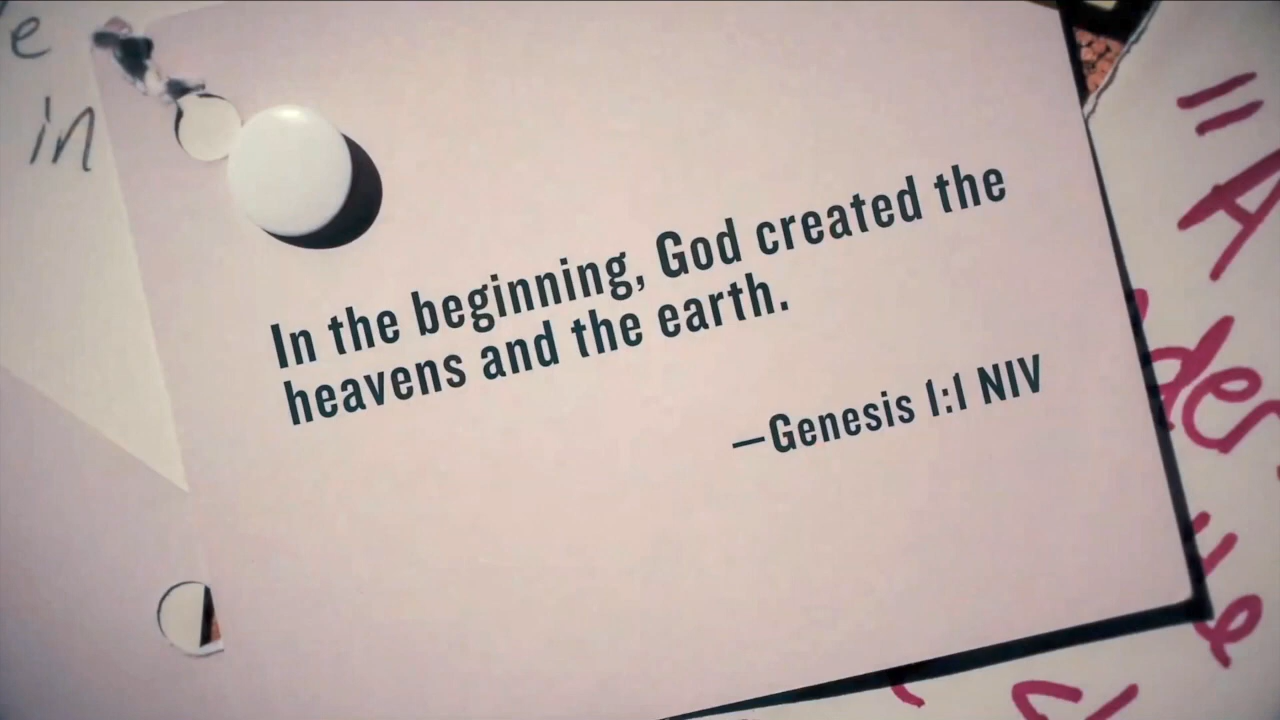 e
in
In the beginning, God created the
heavens and the earth.
—Genesis 1:1 NIV
= A